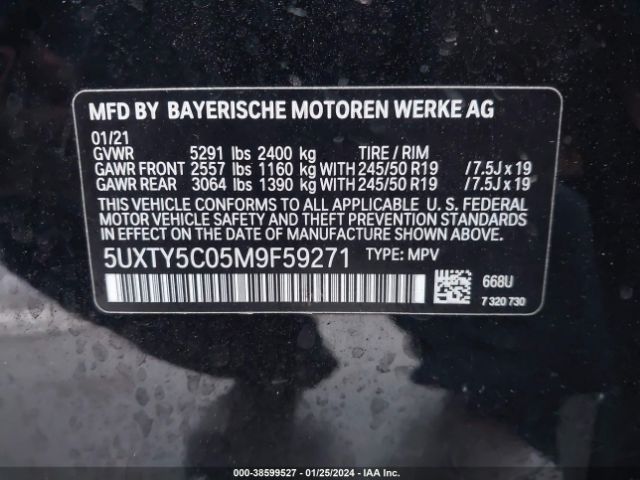 MFD BY BAYERISCHE MOTOREN WERKE AG
01/21
GVWR 5291 lbs 2400 kg TIRE / RIM
GAWR FRONT 2557 lbs 1160 kg WITH 245/50 R19 / 7.5J x 19
GAWR REAR 3064 lbs 1390 kg WITH 245/50 R19 / 7.5J x 19
THIS VEHICLE CONFORMS TO ALL APPLICABLE U. S. FEDERAL
MOTOR VEHICLE SAFETY AND THEFT PREVENTION STANDARDS
IN EFFECT ON THE DATE OF MANUFACTURE SHOWN ABOVE.
5UXTY5C05M9F59271 TYPE: MPV
668U
7 320 730
000-38599527 - 01/25/2024 - IAA Inc.